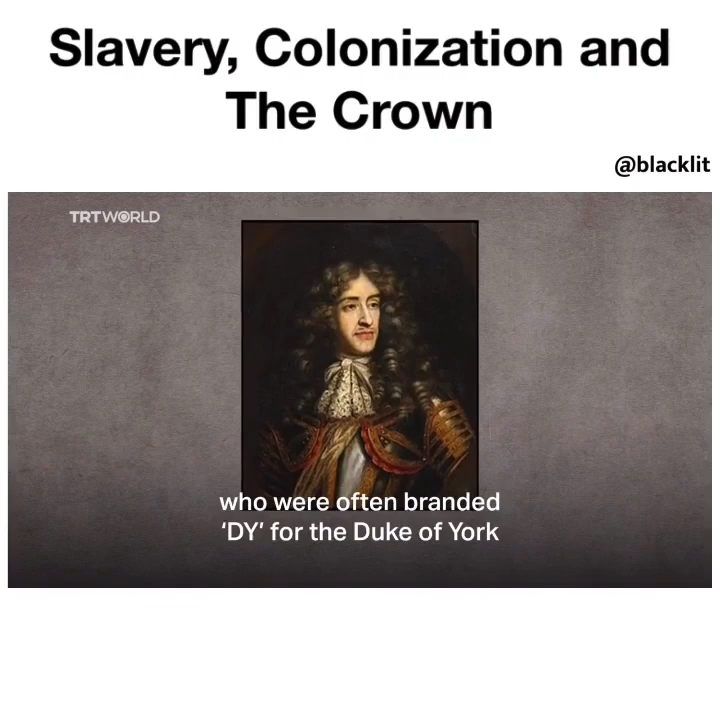 Slavery, Colonization and
The Crown
@blacklit
TRTWORLD
who were often branded
‘DY’ for the Duke of York